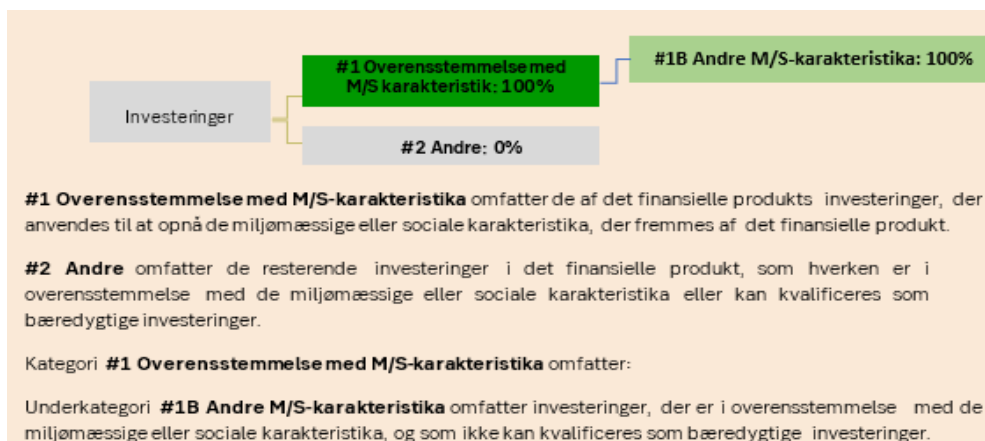 #1 Overensstemmelse med
M/S karakteristik: 100%
#1B Andre M/S-karakteristika: 100%
Investeringer
#2 Andre: 0%
#1 Overensstemmelse med M/S-karakteristika omfatter de af det finansielle produkts investeringer, der
anvendes til at opnå de miljømæssige eller sociale karakteristika, der fremmes af det finansielle produkt.
#2 Andre omfatter de resterende investeringer i det finansielle produkt, som hverken er i
overensstemmelse med de miljømæssige eller sociale karakteristika eller kan kvalificeres som
bæredygtige investeringer.
Kategori #1 Overensstemmelse med M/S-karakteristika omfatter:
Underkategori #1B Andre M/S-karakteristika omfatter investeringer, der er i overensstemmelse med de
miljømæssige eller sociale karakteristika, og som ikke kan kvalificeres som bæredygtige investeringer.